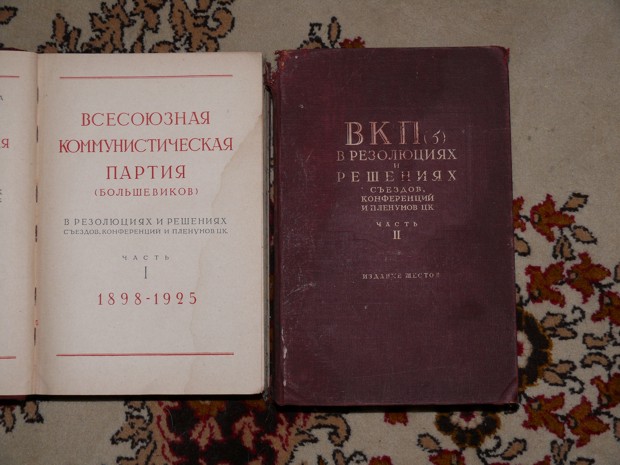 ВСЕСОЮЗНАЯ
КОММУНИСТИЧЕСКАЯ
ПАРТИЯ
(БОЛЬШЕВИКОВ)
В РЕЗОЛЮЦИЯХ И РЕШЕНИЯХ
СЪЕЗДОВ, КОНФЕРЕНЦИЙ И ПЛЕНУМОВ ЦК
ЧАСТЬ
I
1898-1925
ВКП(б)
В РЕЗОЛЮЦИЯХ
И
РЕШЕНИЯХ
СЪЕЗДОВ,
КОНФЕРЕНЦИЙ
И ПЛЕНУМОВ ЦК
ЧАСТЬ
II
ИЗДАНИЕ ШЕСТОЕ